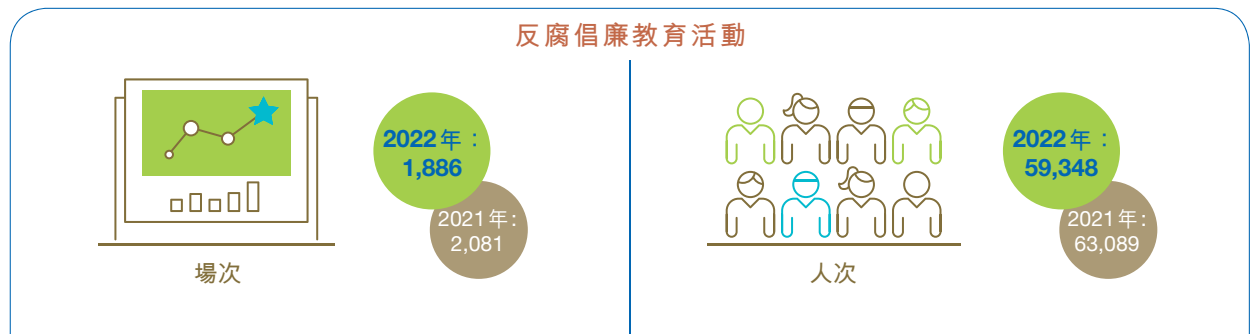 反腐倡廉教育活動
2022年：
1,886
2021年：
2,081
場次
2022年：
59,348
2021年：
63,089
人次